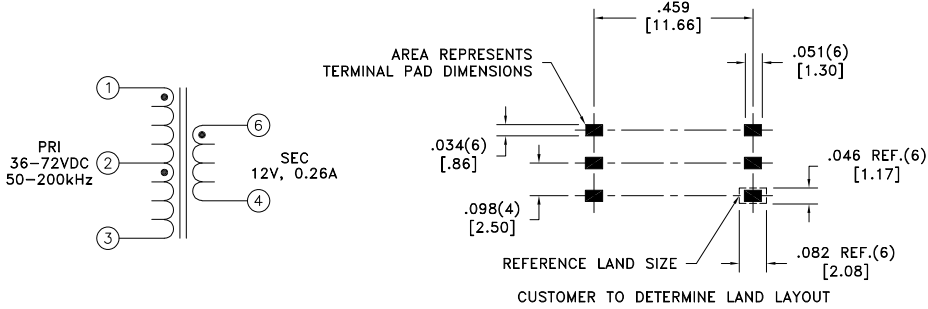 1
2
3
PRI
36-72VDC
50-200kHz
6
4
SEC
12V, 0.26A
.459
[11.66]
AREA REPRESENTS
TERMINAL PAD DIMENSIONS
.051(6)
[1.30]
.034(6)
[.86]
.046 REF.(6)
[1.17]
.098(4)
[2.50]
REFERENCE LAND SIZE
.082 REF.(6)
[2.08]
CUSTOMER TO DETERMINE LAND LAYOUT